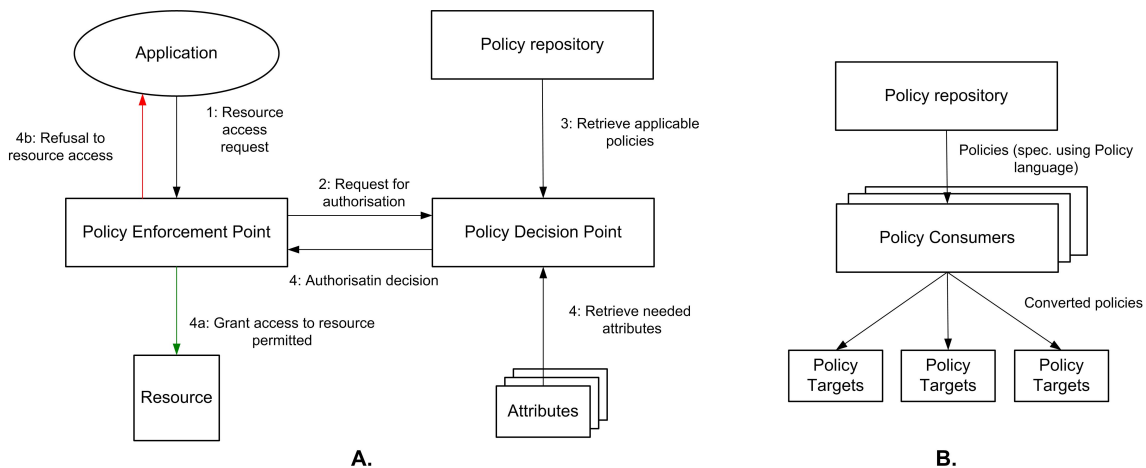 Application
Policy repository
1: Resource
access
request
4b: Refusal to
resource access
3: Retrieve applicable
policies
2: Request for
authorisation
Policy Enforcement Point
Policy Decision Point
4: Authorisatin decision
4a: Grant access to resource
permitted
4: Retrieve needed
attributes
Resource
Attributes
A.
Policy repository
Policies (spec. using Policy
language)
Policy Consumers
Converted policies
Policy
Targets
Policy
Targets
Policy
Targets
B.